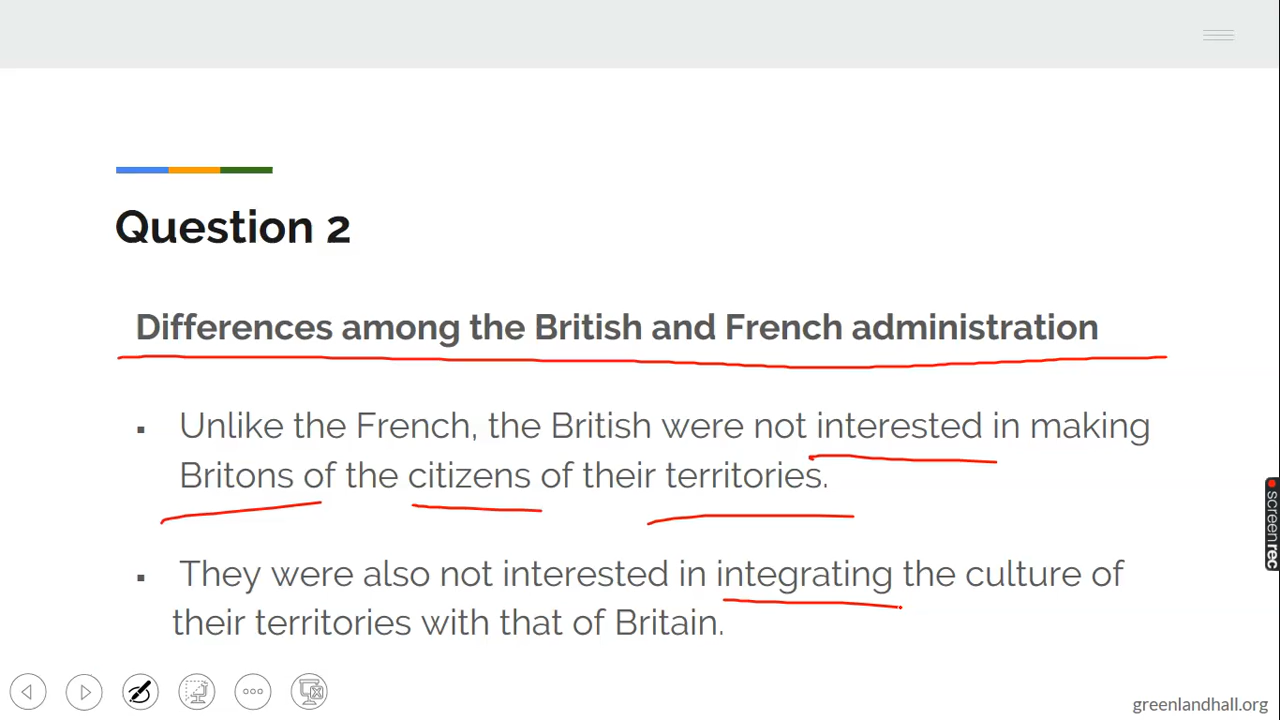 Question 2
Differences among the British and French administration
▪ Unlike the French, the British were not interested in making
Britons of the citizens of their territories.
▪ They were also not interested in integrating the culture of
their territories with that of Britain.
screenrec
greenlandhall.org